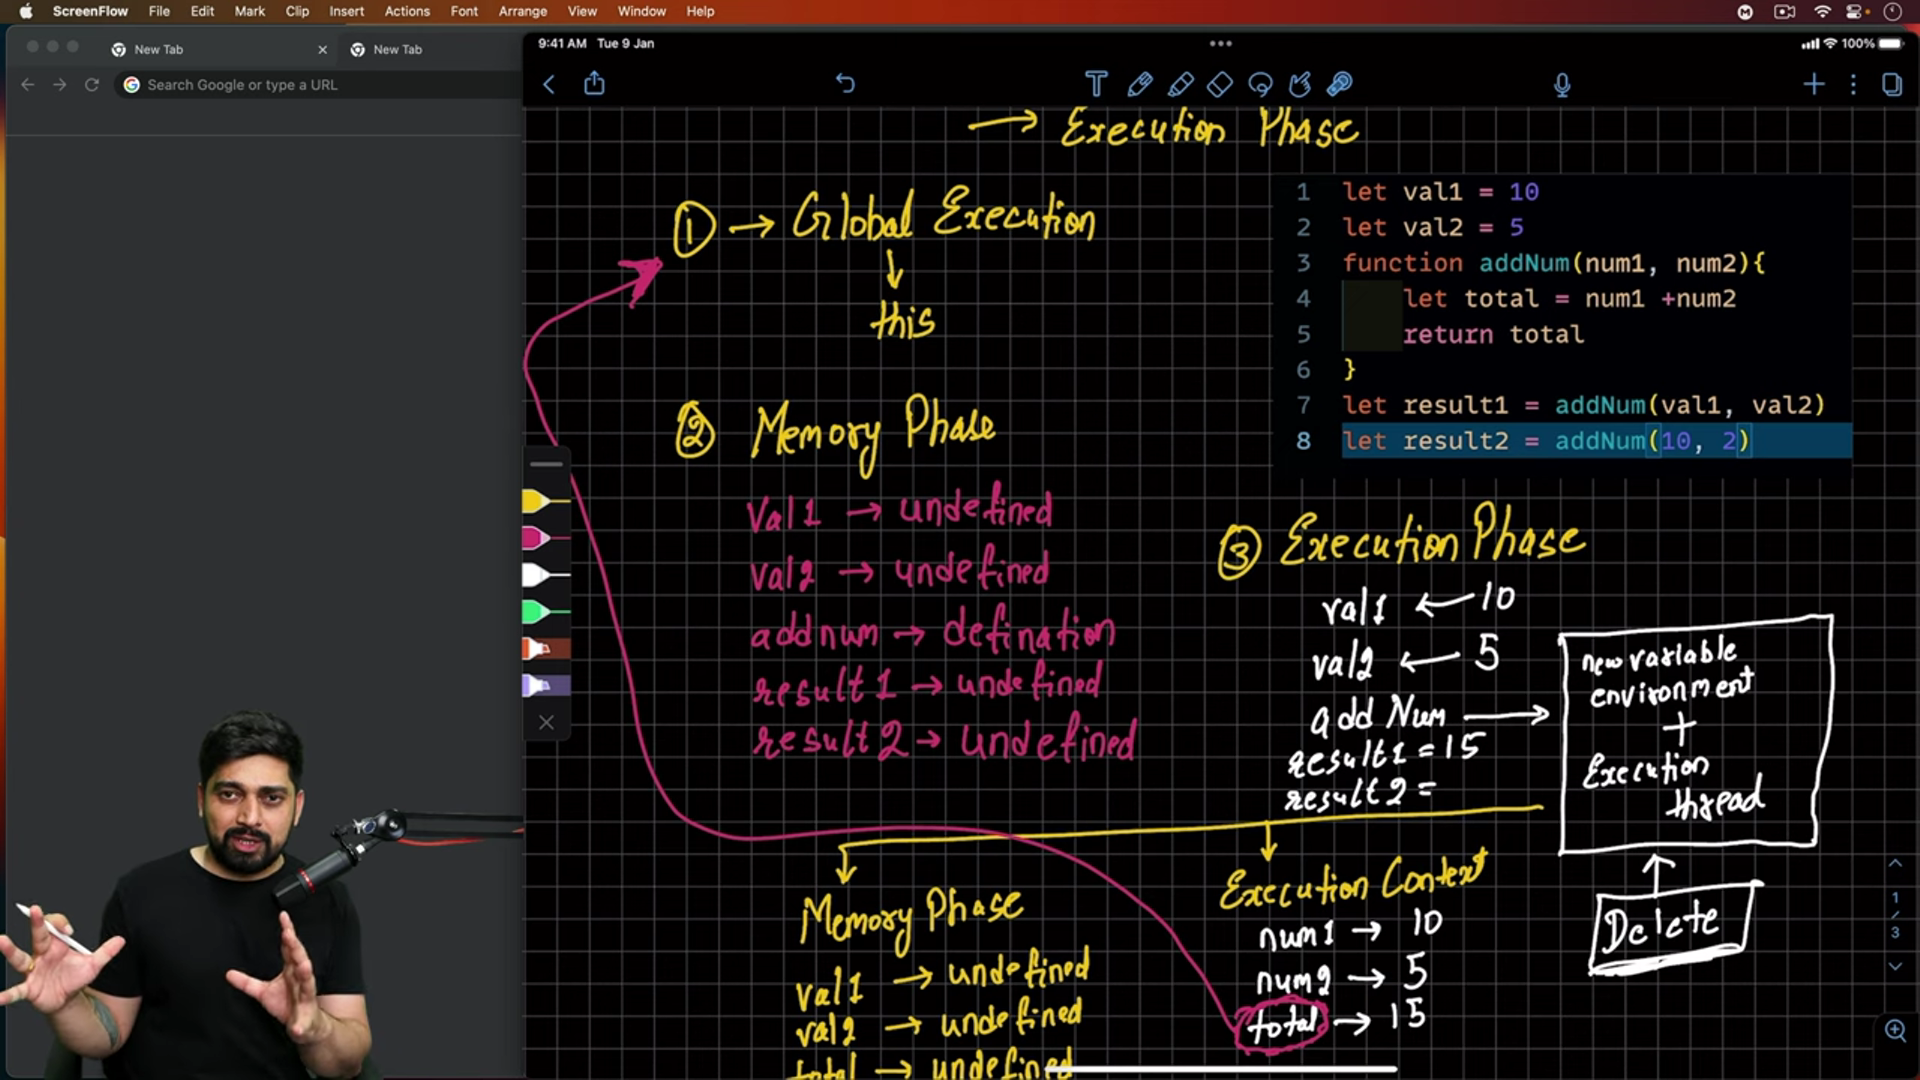 ScreenFlow File Edit Mark Clip Insert Actions Font Arrange View Window Help
New Tab
New Tab
Search Google or type a URL
9:41 AM Tue 9 Jan
100%
→ Execution Phase
① → Global Execution
↓
this
1 let val1 = 10
2 let val2 = 5
3 function addNum(num1, num2){
4 let total = num1 +num2
5 return total
6 }
7 let result1 = addNum(val1, val2)
8 let result2 = addNum(10, 2)
② Memory Phase
Val1 → undefined
val2 → undefined
addnum → defination
result1 → undefined
result2 → undefined
③ Execution Phase
val1 ← 10
val2 ← 5
add Num →
result1 = 15
result2 =
new variable
environment
+
Execution
thread
Delete
Memory Phase
val1 → undefined
val2 → undefined
total → undefined
Execution Context
num1 → 10
num2 → 5
total → 15
1
/
3